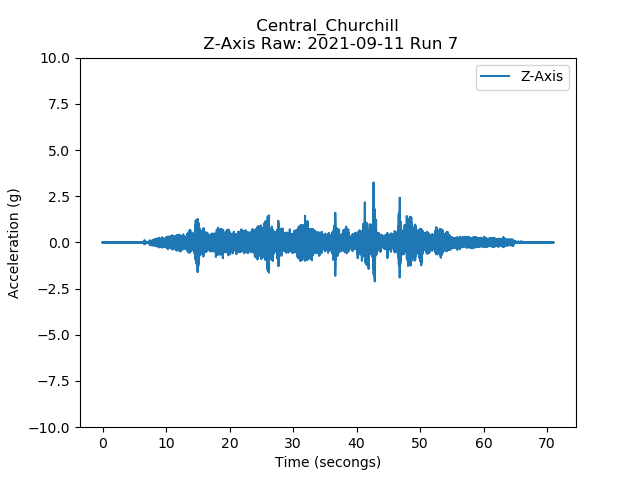 Central_Churchill
Z-Axis Raw: 2021-09-11 Run 7
Z-Axis
10.0
7.5
5.0
2.5
0.0
−2.5
−5.0
−7.5
−10.0
Acceleration (g)
0 10 20 30 40 50 60 70
Time (seconds)